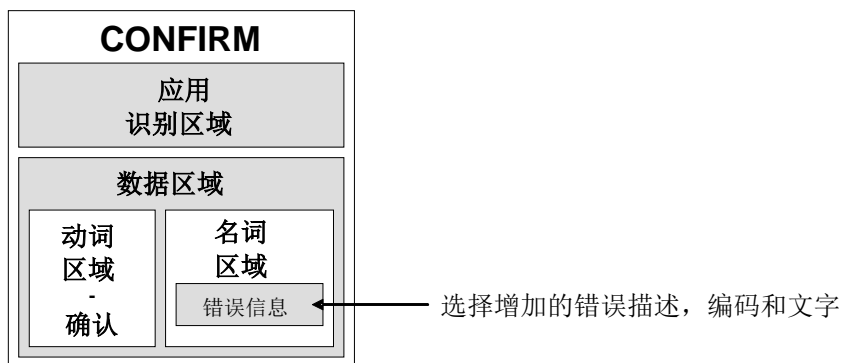 CONFIRM
应用
识别区域
数据区域
动词
区域
-
确认
名词
区域
错误信息
选择增加的错误描述，编码和文字